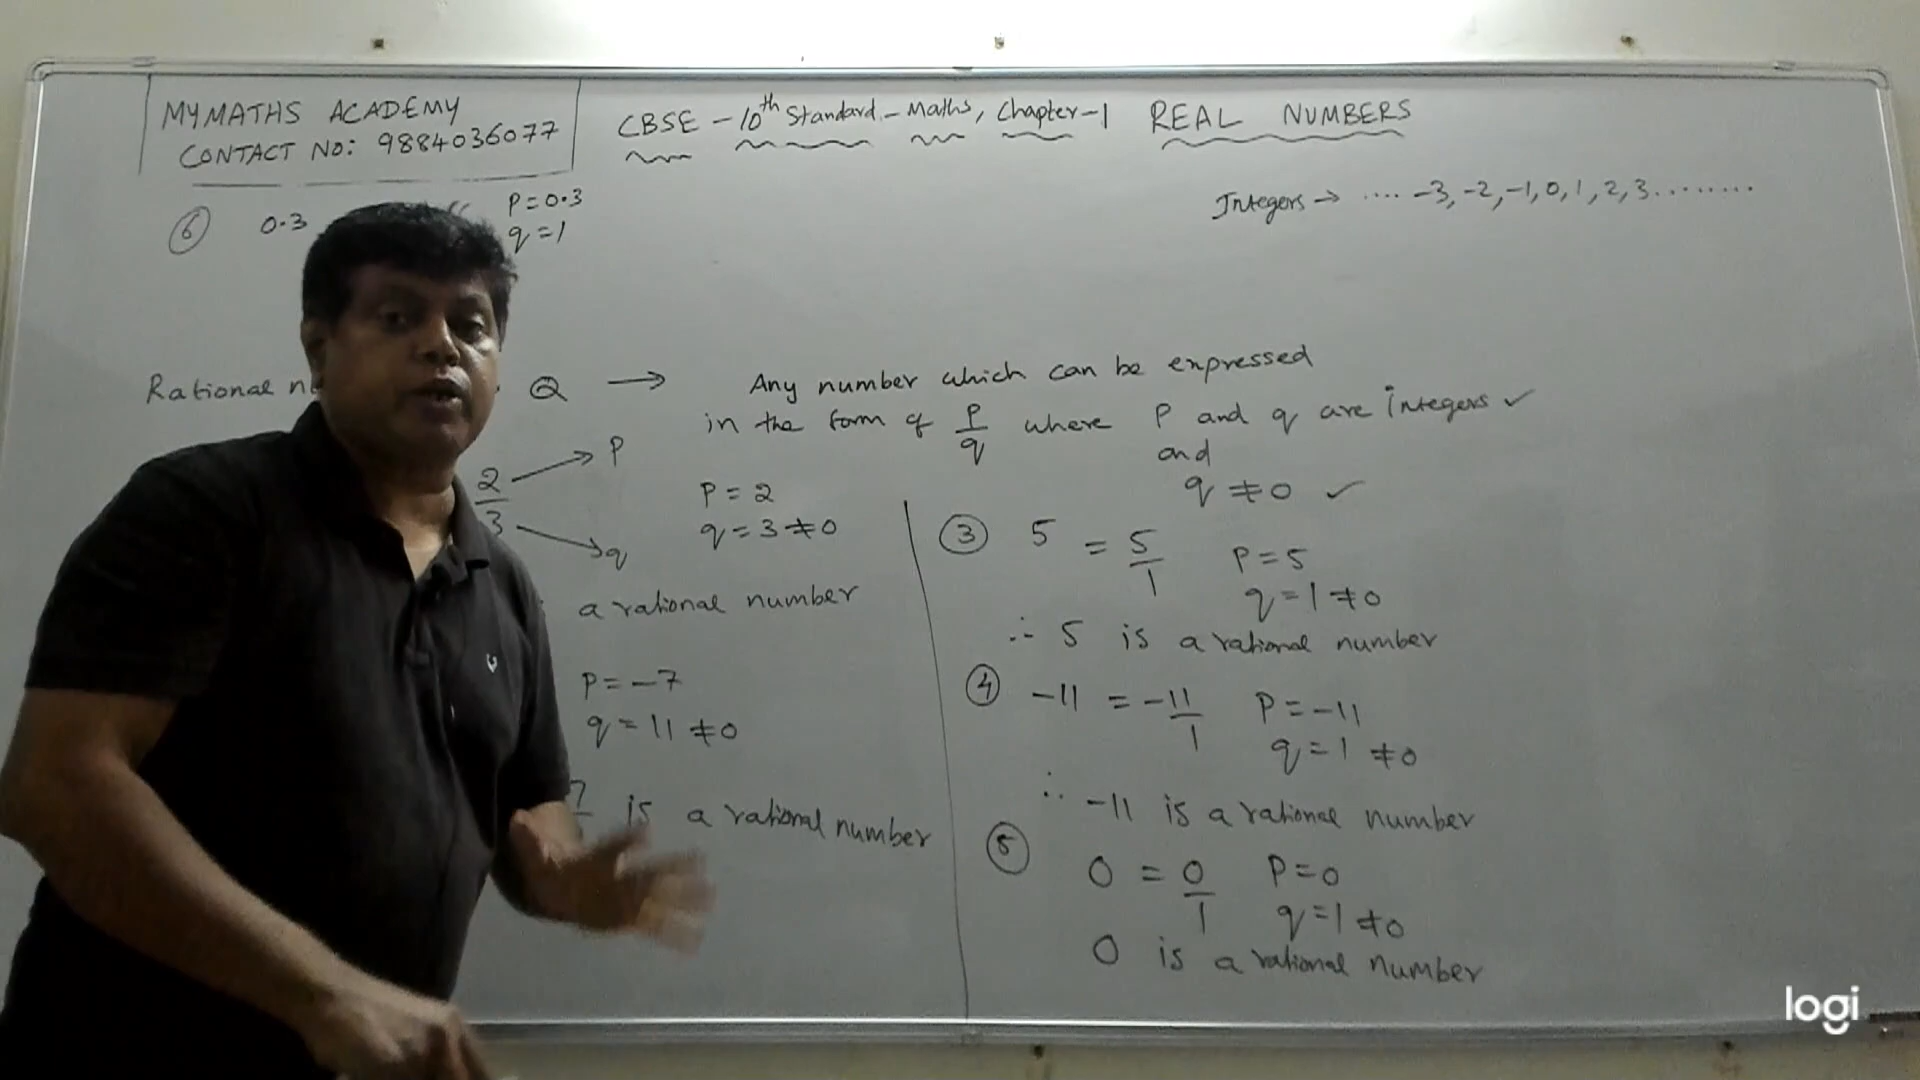 MYMATHS ACADEMY
CONTACT NO: 9884036077
CBSE - 10th Standard - Maths, Chapter-1 REAL NUMBERS
Integers → .... -3, -2, -1, 0, 1, 2, 3 ........
⑥ 0.3
P = 0.3
q = 1
Rational
Q → Any number which can be expressed
in the form of P/q where P and q are integers ✓
and
q ≠ 0 ✓
2/3
P
q
P = 2
q = 3 ≠ 0
a rational number
P = -7
q = 11 ≠ 0
is a rational number
③ 5 = 5/1 P = 5
q = 1 ≠ 0
∴ 5 is a rational number
④ -11 = -11/1 P = -11
q = 1 ≠ 0
∴ -11 is a rational number
⑤
0 = 0/1 P = 0
q = 1 ≠ 0
0 is a rational number
logi